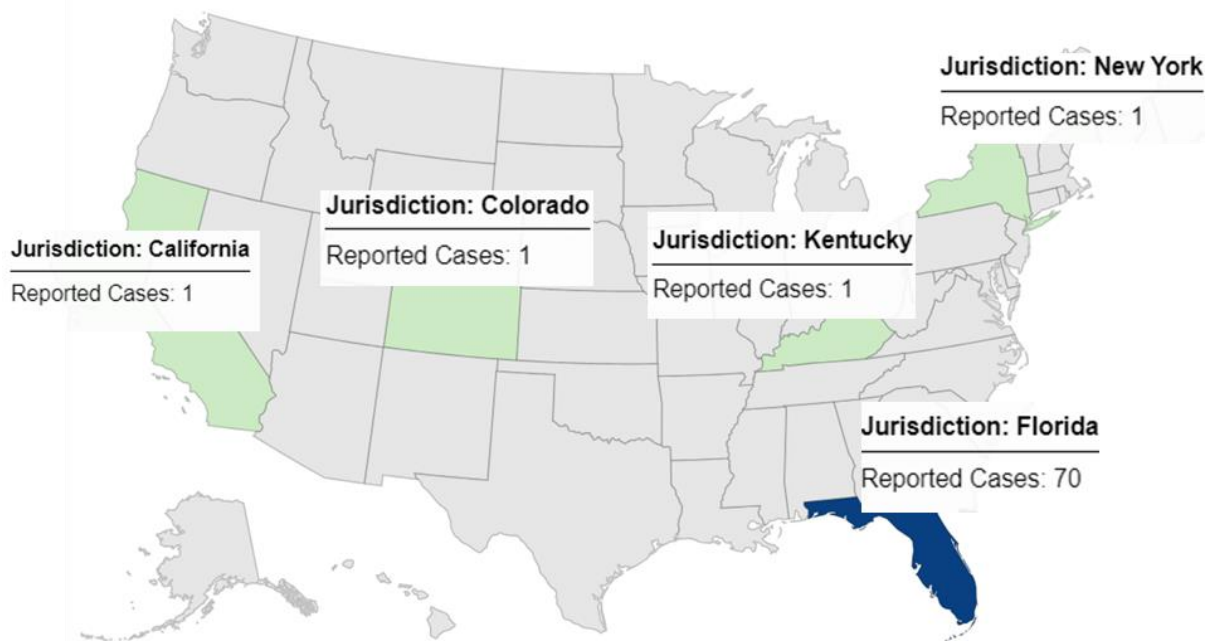 Jurisdiction: New York
Reported Cases: 1
Jurisdiction: Colorado
Reported Cases: 1
Jurisdiction: Kentucky
Reported Cases: 1
Jurisdiction: California
Reported Cases: 1
Jurisdiction: Florida
Reported Cases: 70